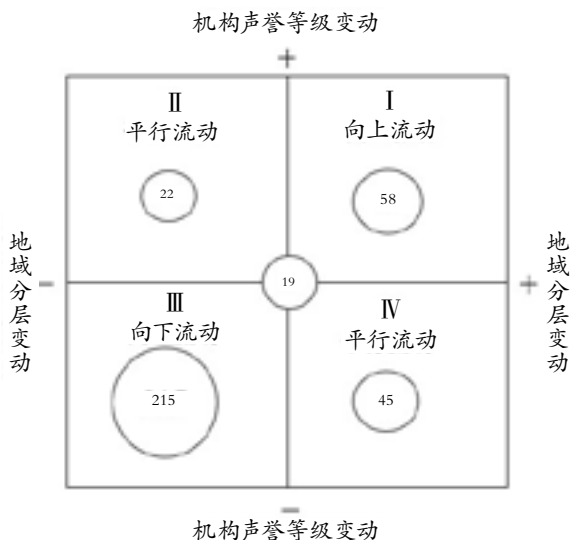 机构声誉等级变动
+
Ⅱ
平行流动
Ⅰ
向上流动
22
58
地域分层变动
−
19
+
地域分层变动
Ⅲ
向下流动
Ⅳ
平行流动
215
45
−
机构声誉等级变动